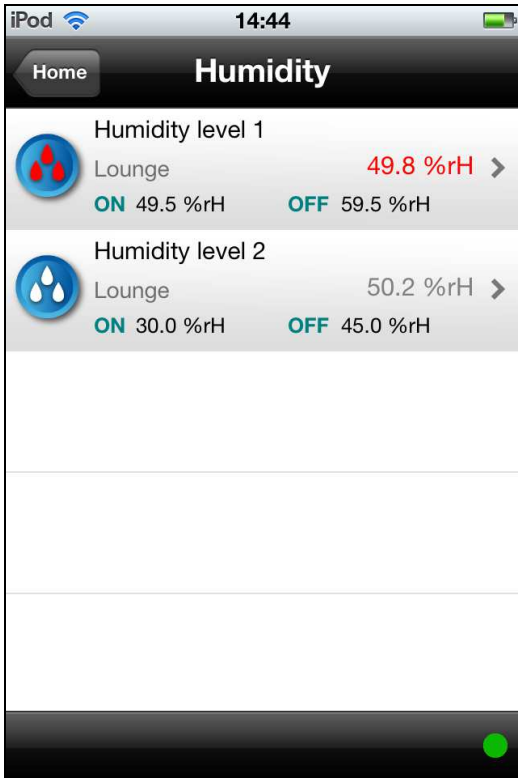 iPod 14:44
Home Humidity
Humidity level 1
Lounge 49.8 %rH
ON 49.5 %rH OFF 59.5 %rH
Humidity level 2
Lounge 50.2 %rH
ON 30.0 %rH OFF 45.0 %rH